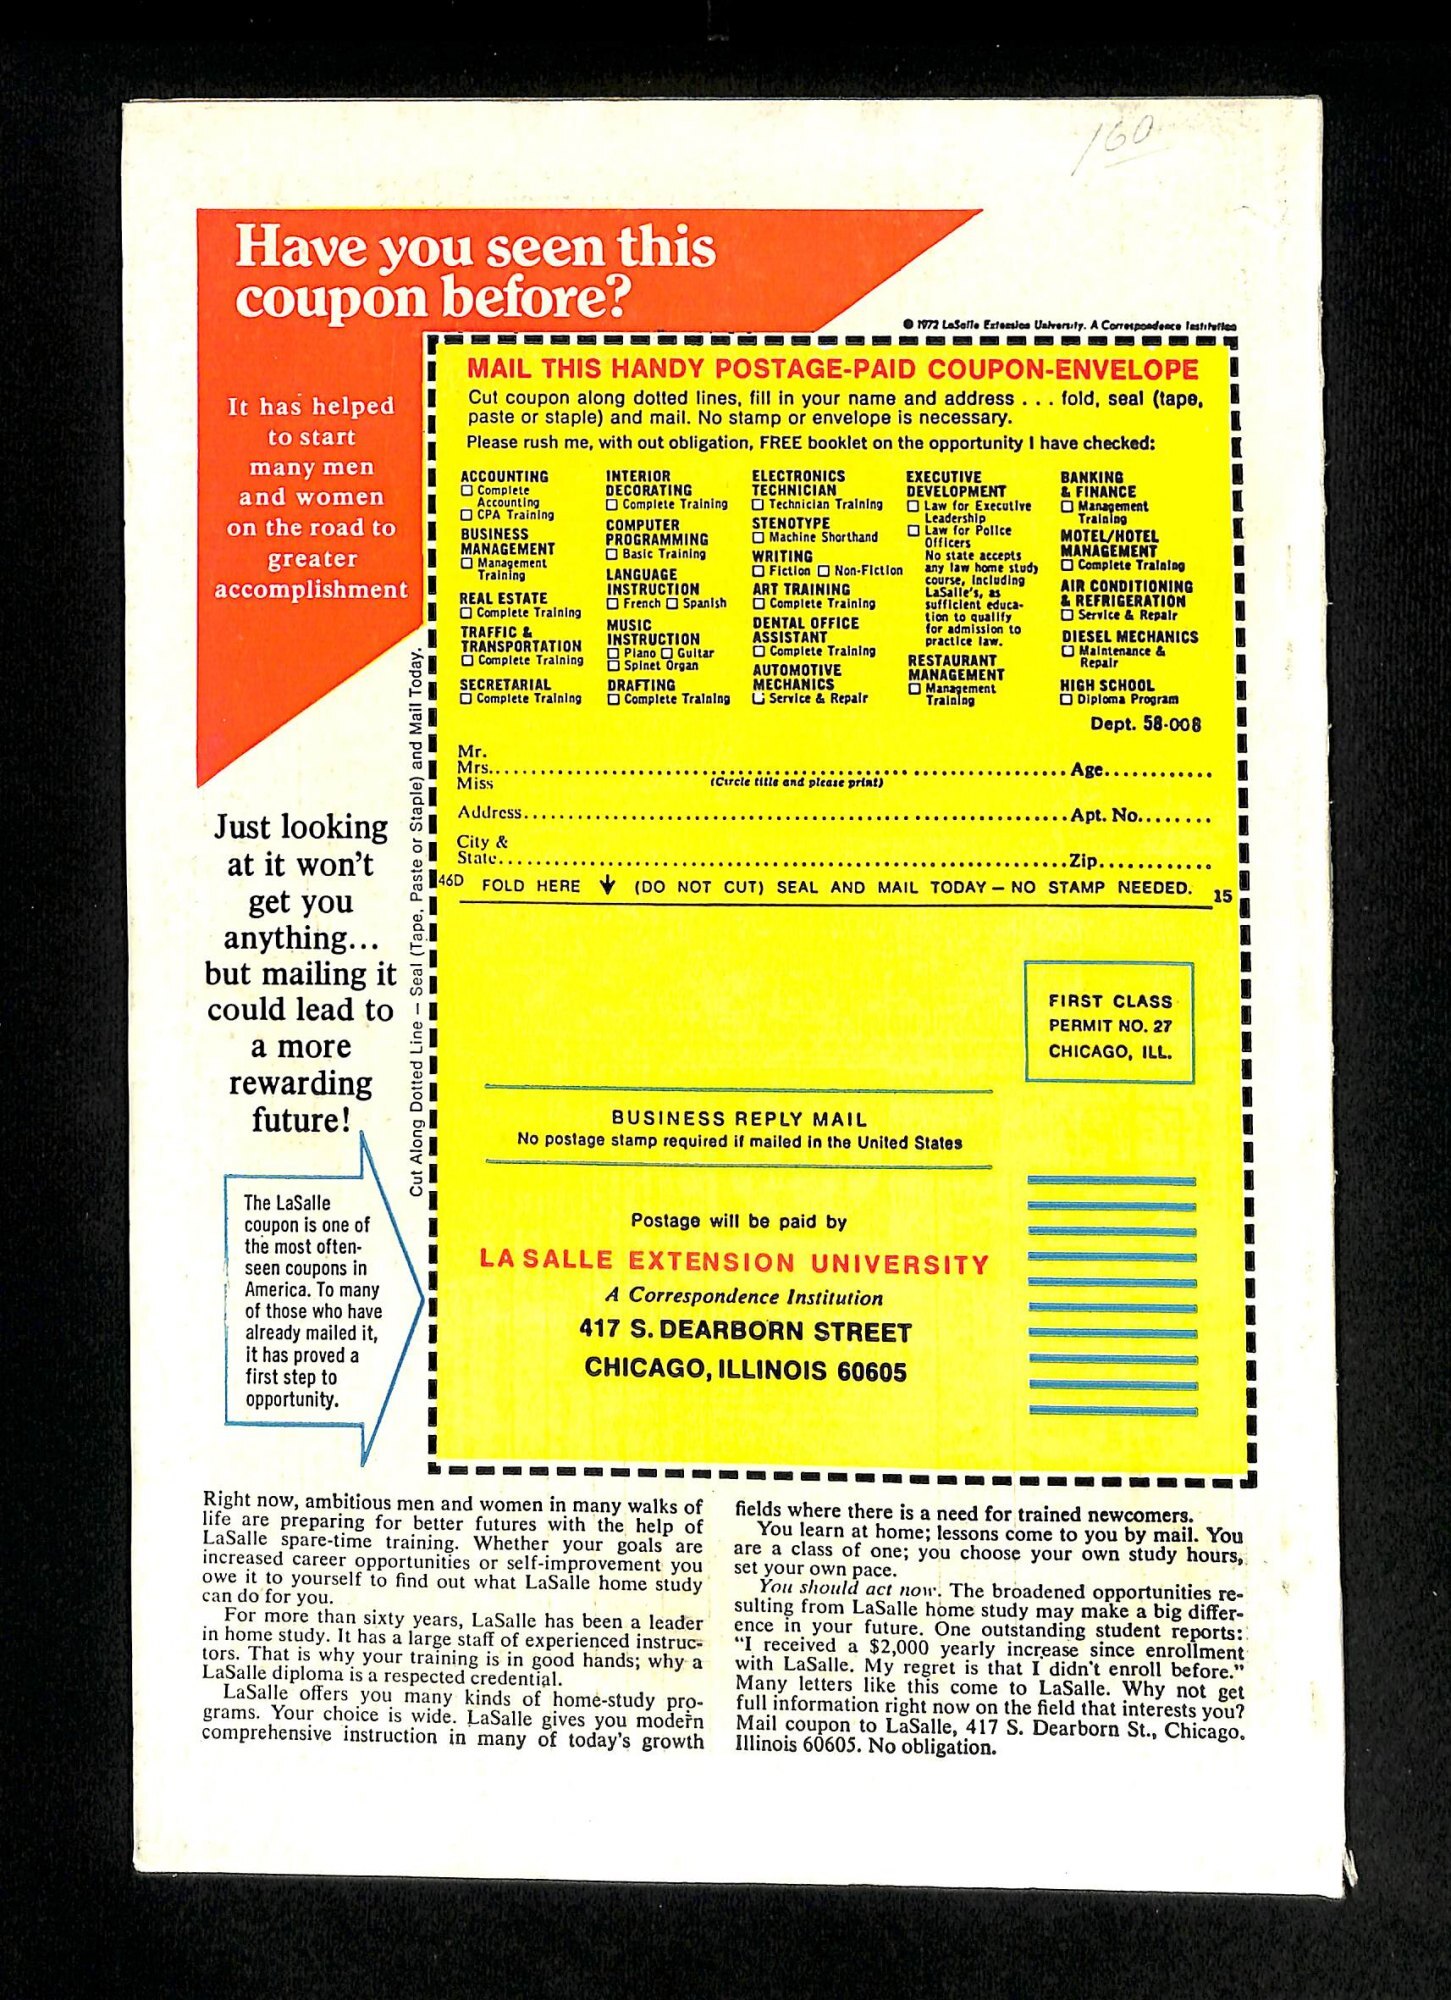 160
Have you seen this
coupon before?
It has helped
to start
many men
and women
on the road to
greater
accomplishment
© 1972 LaSalle Extension University. A Correspondence Institution
MAIL THIS HANDY POSTAGE-PAID COUPON-ENVELOPE
Cut coupon along dotted lines, fill in your name and address . . . fold, seal (tape,
paste or staple) and mail. No stamp or envelope is necessary.
Please rush me, with out obligation, FREE booklet on the opportunity I have checked:
ACCOUNTING
☐ Complete
Accounting
☐ CPA Training
BUSINESS
MANAGEMENT
☐ Management
Training
REAL ESTATE
☐ Complete Training
TRAFFIC &
TRANSPORTATION
☐ Complete Training
SECRETARIAL
☐ Complete Training
INTERIOR
DECORATING
☐ Complete Training
COMPUTER
PROGRAMMING
☐ Basic Training
LANGUAGE
INSTRUCTION
☐ French ☐ Spanish
MUSIC
INSTRUCTION
☐ Piano ☐ Guitar
☐ Spinet Organ
DRAFTING
☐ Complete Training
ELECTRONICS
TECHNICIAN
☐ Technician Training
STENOTYPE
☐ Machine Shorthand
WRITING
☐ Fiction ☐ Non-Fiction
ART TRAINING
☐ Complete Training
DENTAL OFFICE
ASSISTANT
☐ Complete Training
AUTOMOTIVE
MECHANICS
☐ Service & Repair
EXECUTIVE
DEVELOPMENT
☐ Law for Executive
Leadership
☐ Law for Police
Officers
No state accepts
any law home study
course, including
LaSalle's, as
sufficient educa-
tion to qualify
for admission to
practice law.
RESTAURANT
MANAGEMENT
☐ Management
Training
BANKING
& FINANCE
☐ Management
Training
MOTEL/HOTEL
MANAGEMENT
☐ Complete Training
AIR CONDITIONING
& REFRIGERATION
☐ Service & Repair
DIESEL MECHANICS
☐ Maintenance &
Repair
HIGH SCHOOL
☐ Diploma Program
Dept. 58-008
Mr.
Mrs. Age
Miss (Circle title and please print)
Address Apt. No.
City &
State Zip
46D FOLD HERE ↓ (DO NOT CUT) SEAL AND MAIL TODAY — NO STAMP NEEDED. 15
Cut Along Dotted Line — Seal (Tape, Paste or Staple) and Mail Today.
FIRST CLASS
PERMIT NO. 27
CHICAGO, ILL.
BUSINESS REPLY MAIL
No postage stamp required if mailed in the United States
Postage will be paid by
LA SALLE EXTENSION UNIVERSITY
A Correspondence Institution
417 S. DEARBORN STREET
CHICAGO, ILLINOIS 60605
Just looking
at it won't
get you
anything...
but mailing it
could lead to
a more
rewarding
future!
The LaSalle
coupon is one of
the most often-
seen coupons in
America. To many
of those who have
already mailed it,
it has proved a
first step to
opportunity.
Right now, ambitious men and women in many walks of
life are preparing for better futures with the help of
LaSalle spare-time training. Whether your goals are
increased career opportunities or self-improvement you
owe it to yourself to find out what LaSalle home study
can do for you.
For more than sixty years, LaSalle has been a leader
in home study. It has a large staff of experienced instruc-
tors. That is why your training is in good hands; why a
LaSalle diploma is a respected credential.
LaSalle offers you many kinds of home-study pro-
grams. Your choice is wide. LaSalle gives you modern
comprehensive instruction in many of today's growth
fields where there is a need for trained newcomers.
You learn at home; lessons come to you by mail. You
are a class of one; you choose your own study hours,
set your own pace.
You should act now. The broadened opportunities re-
sulting from LaSalle home study may make a big differ-
ence in your future. One outstanding student reports:
"I received a $2,000 yearly increase since enrollment
with LaSalle. My regret is that I didn't enroll before."
Many letters like this come to LaSalle. Why not get
full information right now on the field that interests you?
Mail coupon to LaSalle, 417 S. Dearborn St., Chicago,
Illinois 60605. No obligation.